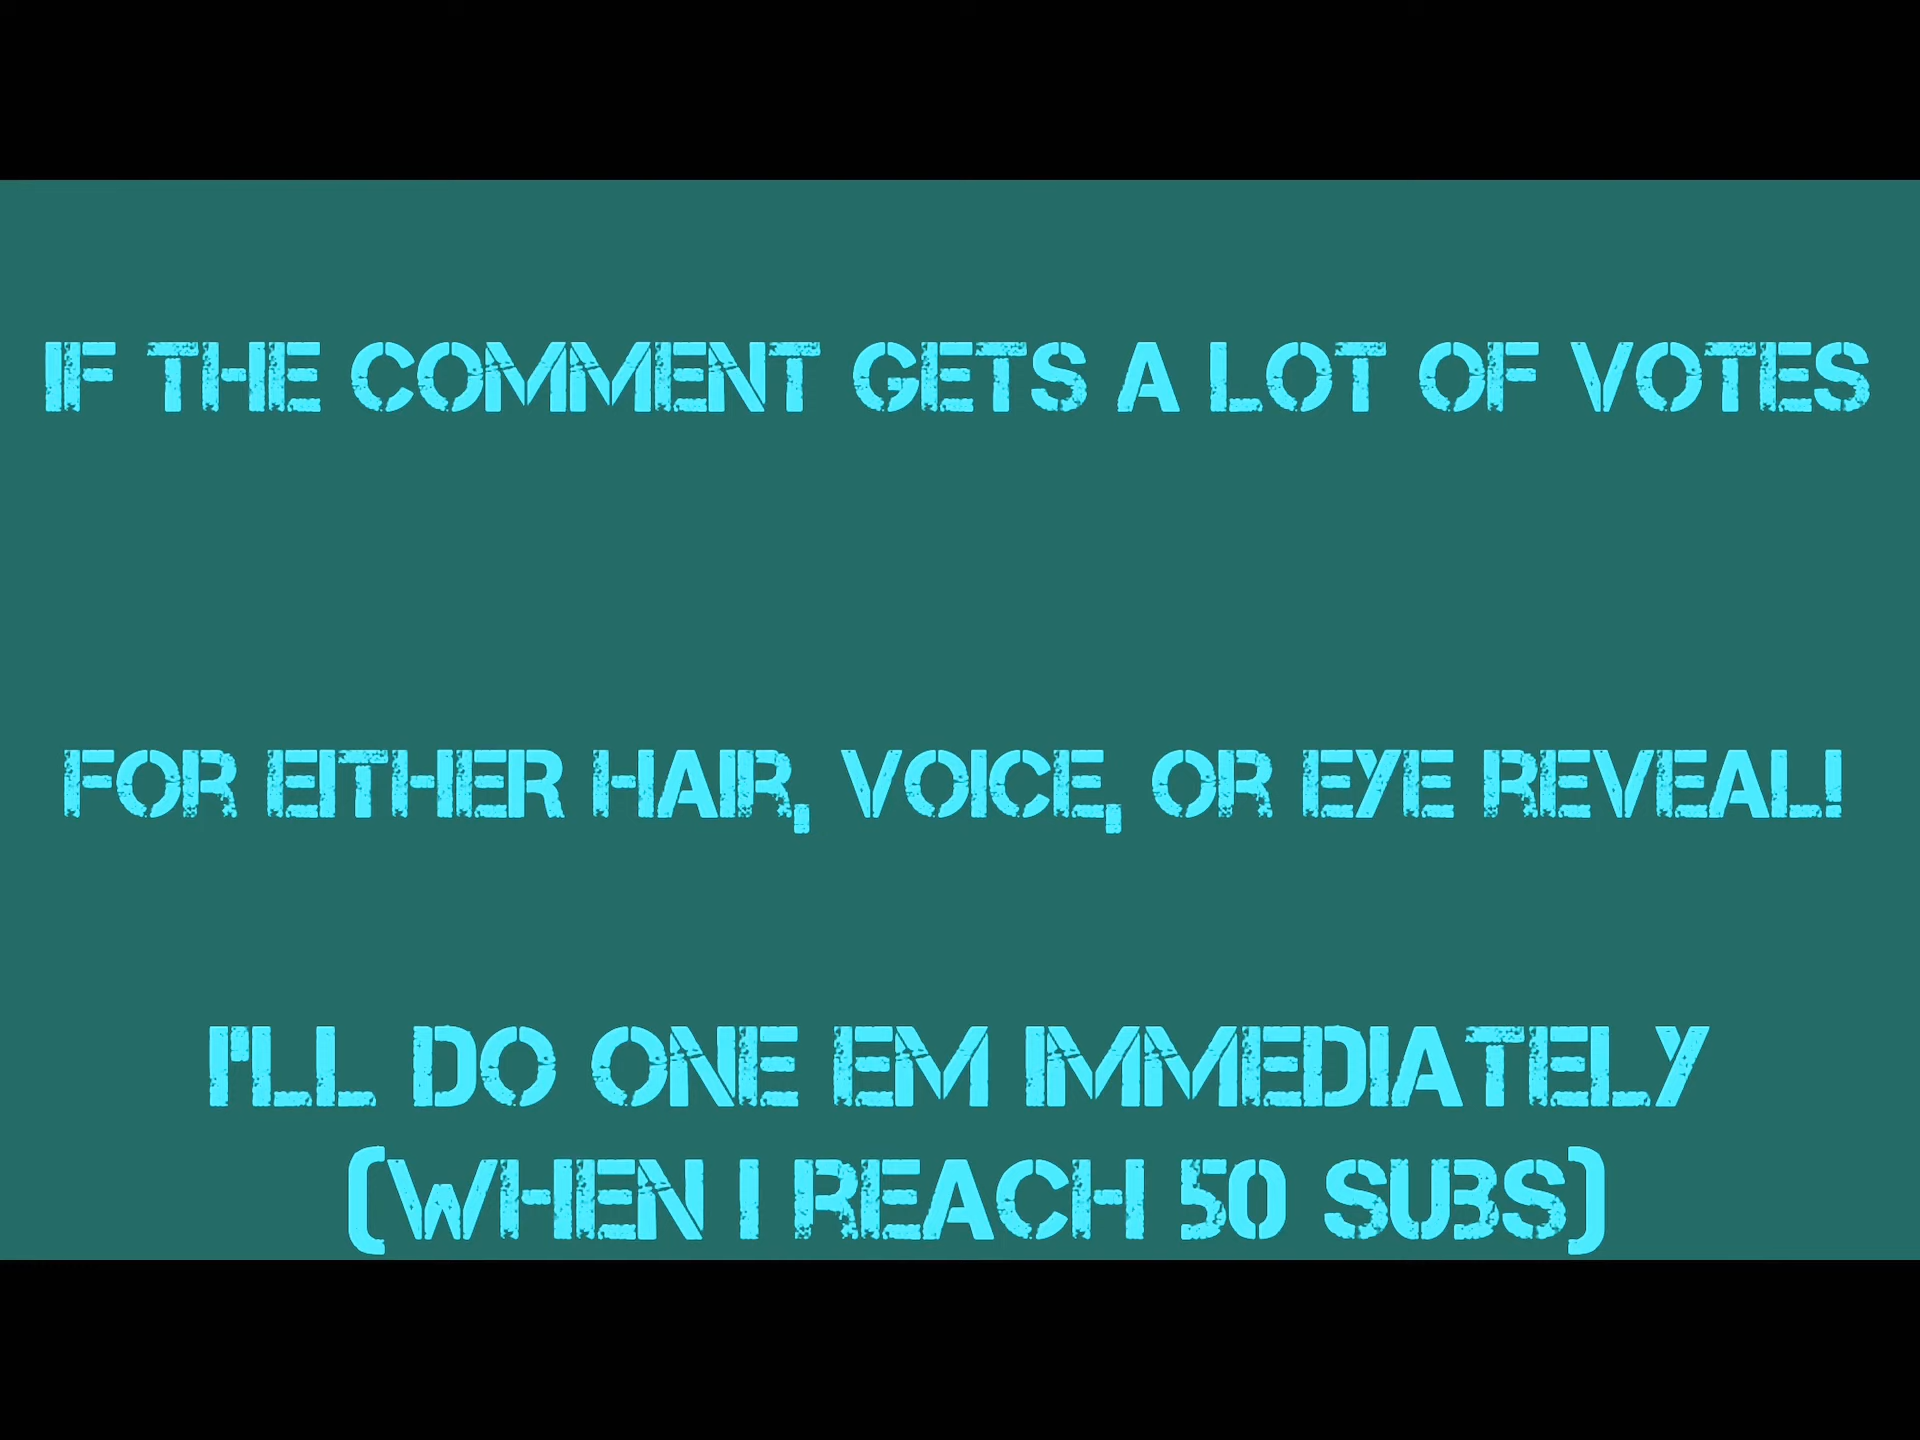 IF THE COMMENT GETS A LOT OF VOTES
FOR EITHER HAIR, VOICE, OR EYE REVEAL!
I'LL DO ONE EM IMMEDIATELY
(WHEN I REACH 50 SUBS)